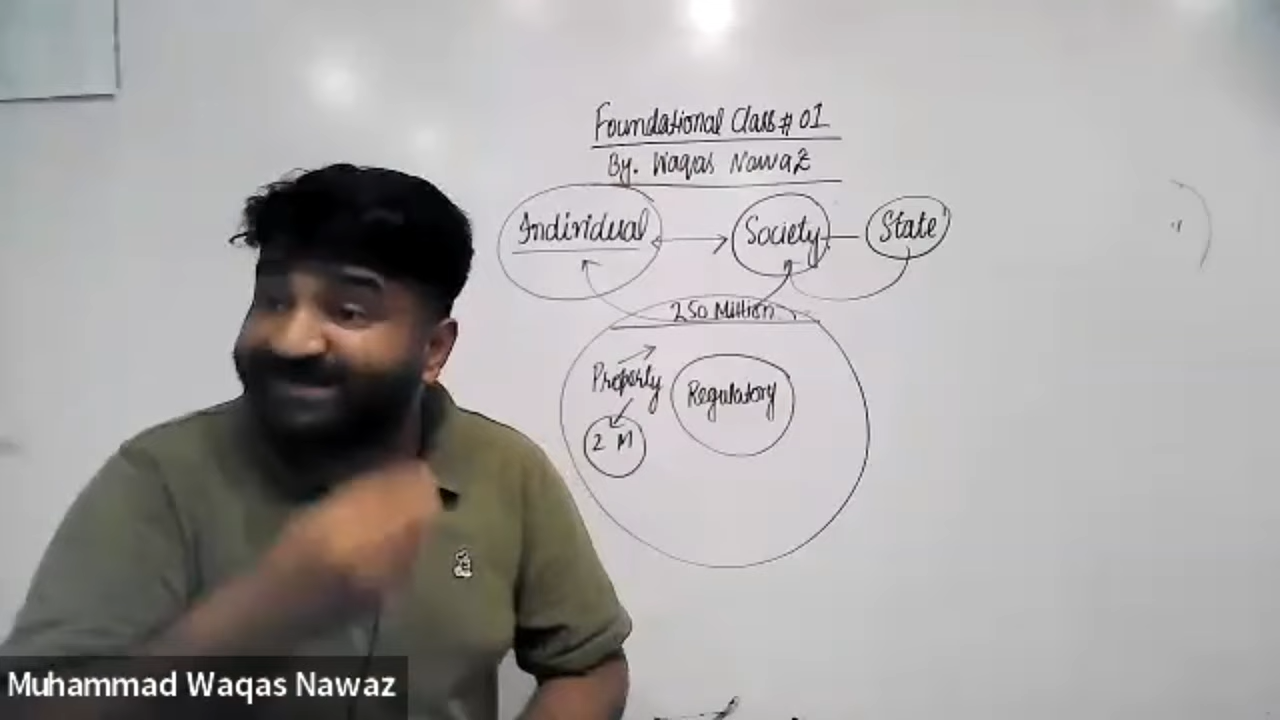 Foundational Class # 01
By. Waqas Nawaz
Individual Society State
250 Million
Property Regulatory
2 M
Muhammad Waqas Nawaz